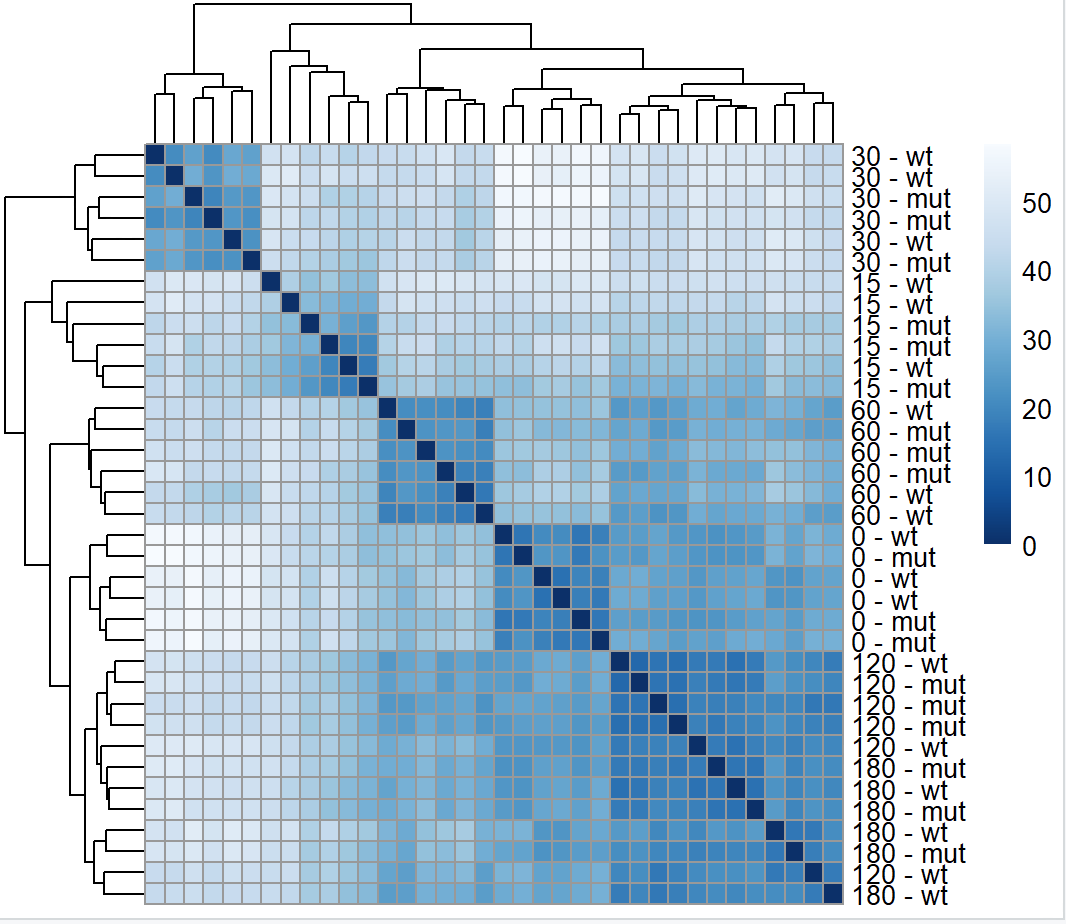 30 - wt
30 - wt
30 - mut
30 - mut
30 - wt
30 - mut
15 - wt
15 - wt
15 - mut
15 - mut
15 - wt
15 - mut
60 - wt
60 - mut
60 - mut
60 - mut
60 - wt
60 - wt
0 - wt
0 - mut
0 - wt
0 - wt
0 - mut
0 - mut
120 - wt
120 - mut
120 - mut
120 - mut
120 - wt
180 - mut
180 - wt
180 - mut
180 - wt
180 - mut
120 - wt
180 - wt
50
40
30
20
10
0